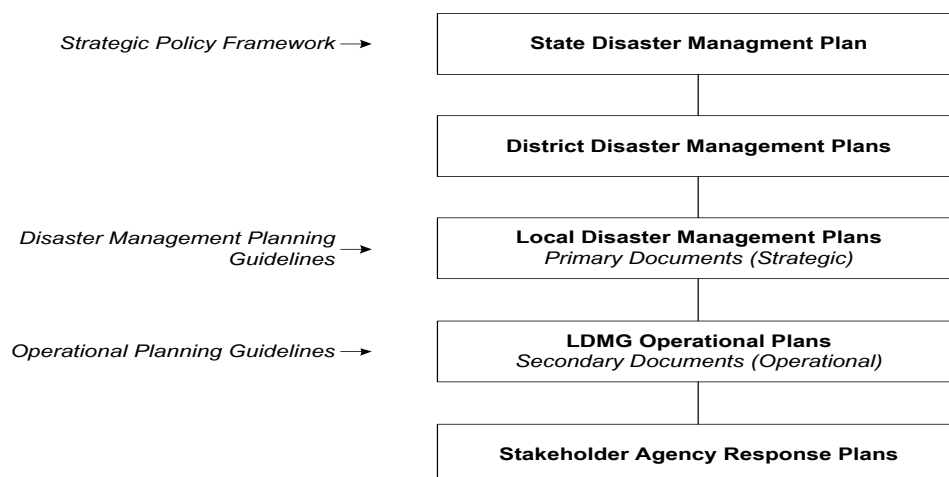 Strategic Policy Framework
State Disaster Managment Plan
District Disaster Management Plans
Disaster Management Planning
Guidelines
Local Disaster Management Plans
Primary Documents (Strategic)
Operational Planning Guidelines
LDMG Operational Plans
Secondary Documents (Operational)
Stakeholder Agency Response Plans